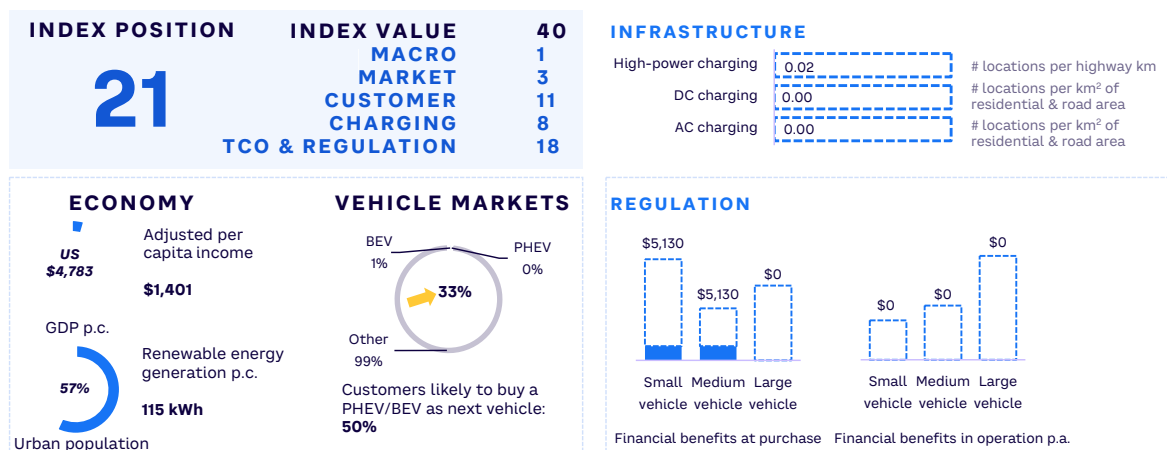 INDEX POSITION
21
INDEX VALUE 40
MACRO 1
MARKET 3
CUSTOMER 11
CHARGING 8
TCO & REGULATION 18
INFRASTRUCTURE
High-power charging 0.02 # locations per highway km
DC charging 0.00 # locations per km² of
residential & road area
AC charging 0.00 # locations per km² of
residential & road area
ECONOMY
US
$4,783
GDP p.c.
Adjusted per
capita income
$1,401
57%
Urban population
Renewable energy
generation p.c.
115 kWh
VEHICLE MARKETS
BEV
1%
PHEV
0%
33%
Other
99%
Customers likely to buy a
PHEV/BEV as next vehicle:
50%
REGULATION
$5,130
$5,130
$0
Small Medium Large
vehicle vehicle vehicle
Financial benefits at purchase
$0
$0
$0
Small Medium Large
vehicle vehicle vehicle
Financial benefits in operation p.a.